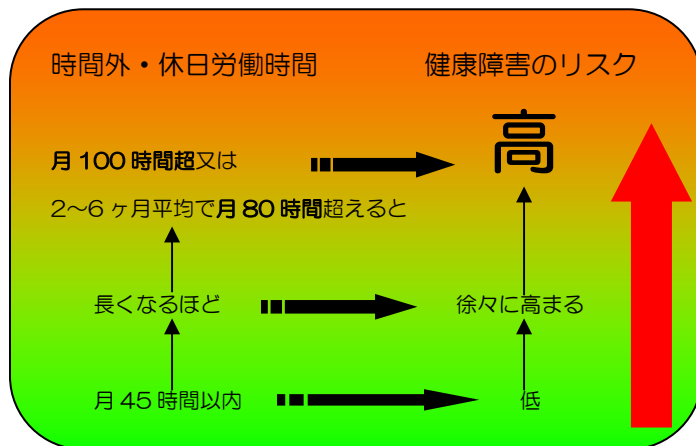 時間外・休日労働時間 健康障害のリスク
月100時間超又は 高
2〜6ヶ月平均で月80時間超えると
長くなるほど 徐々に高まる
月45時間以内 低